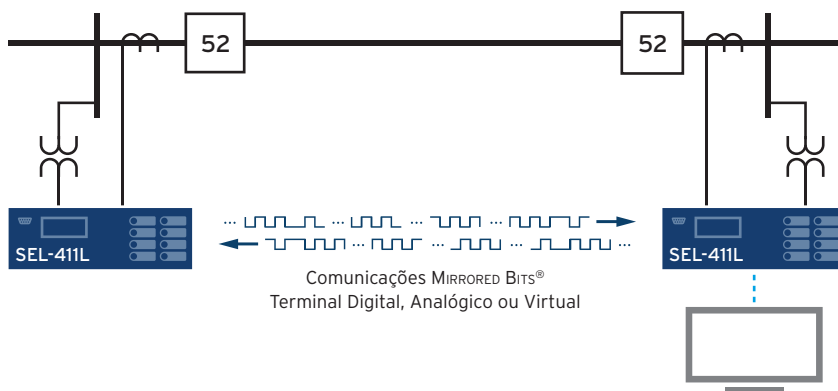 52
52
SEL-411L
SEL-411L
Comunicações MIRRORED BITS®
Terminal Digital, Analógico ou Virtual